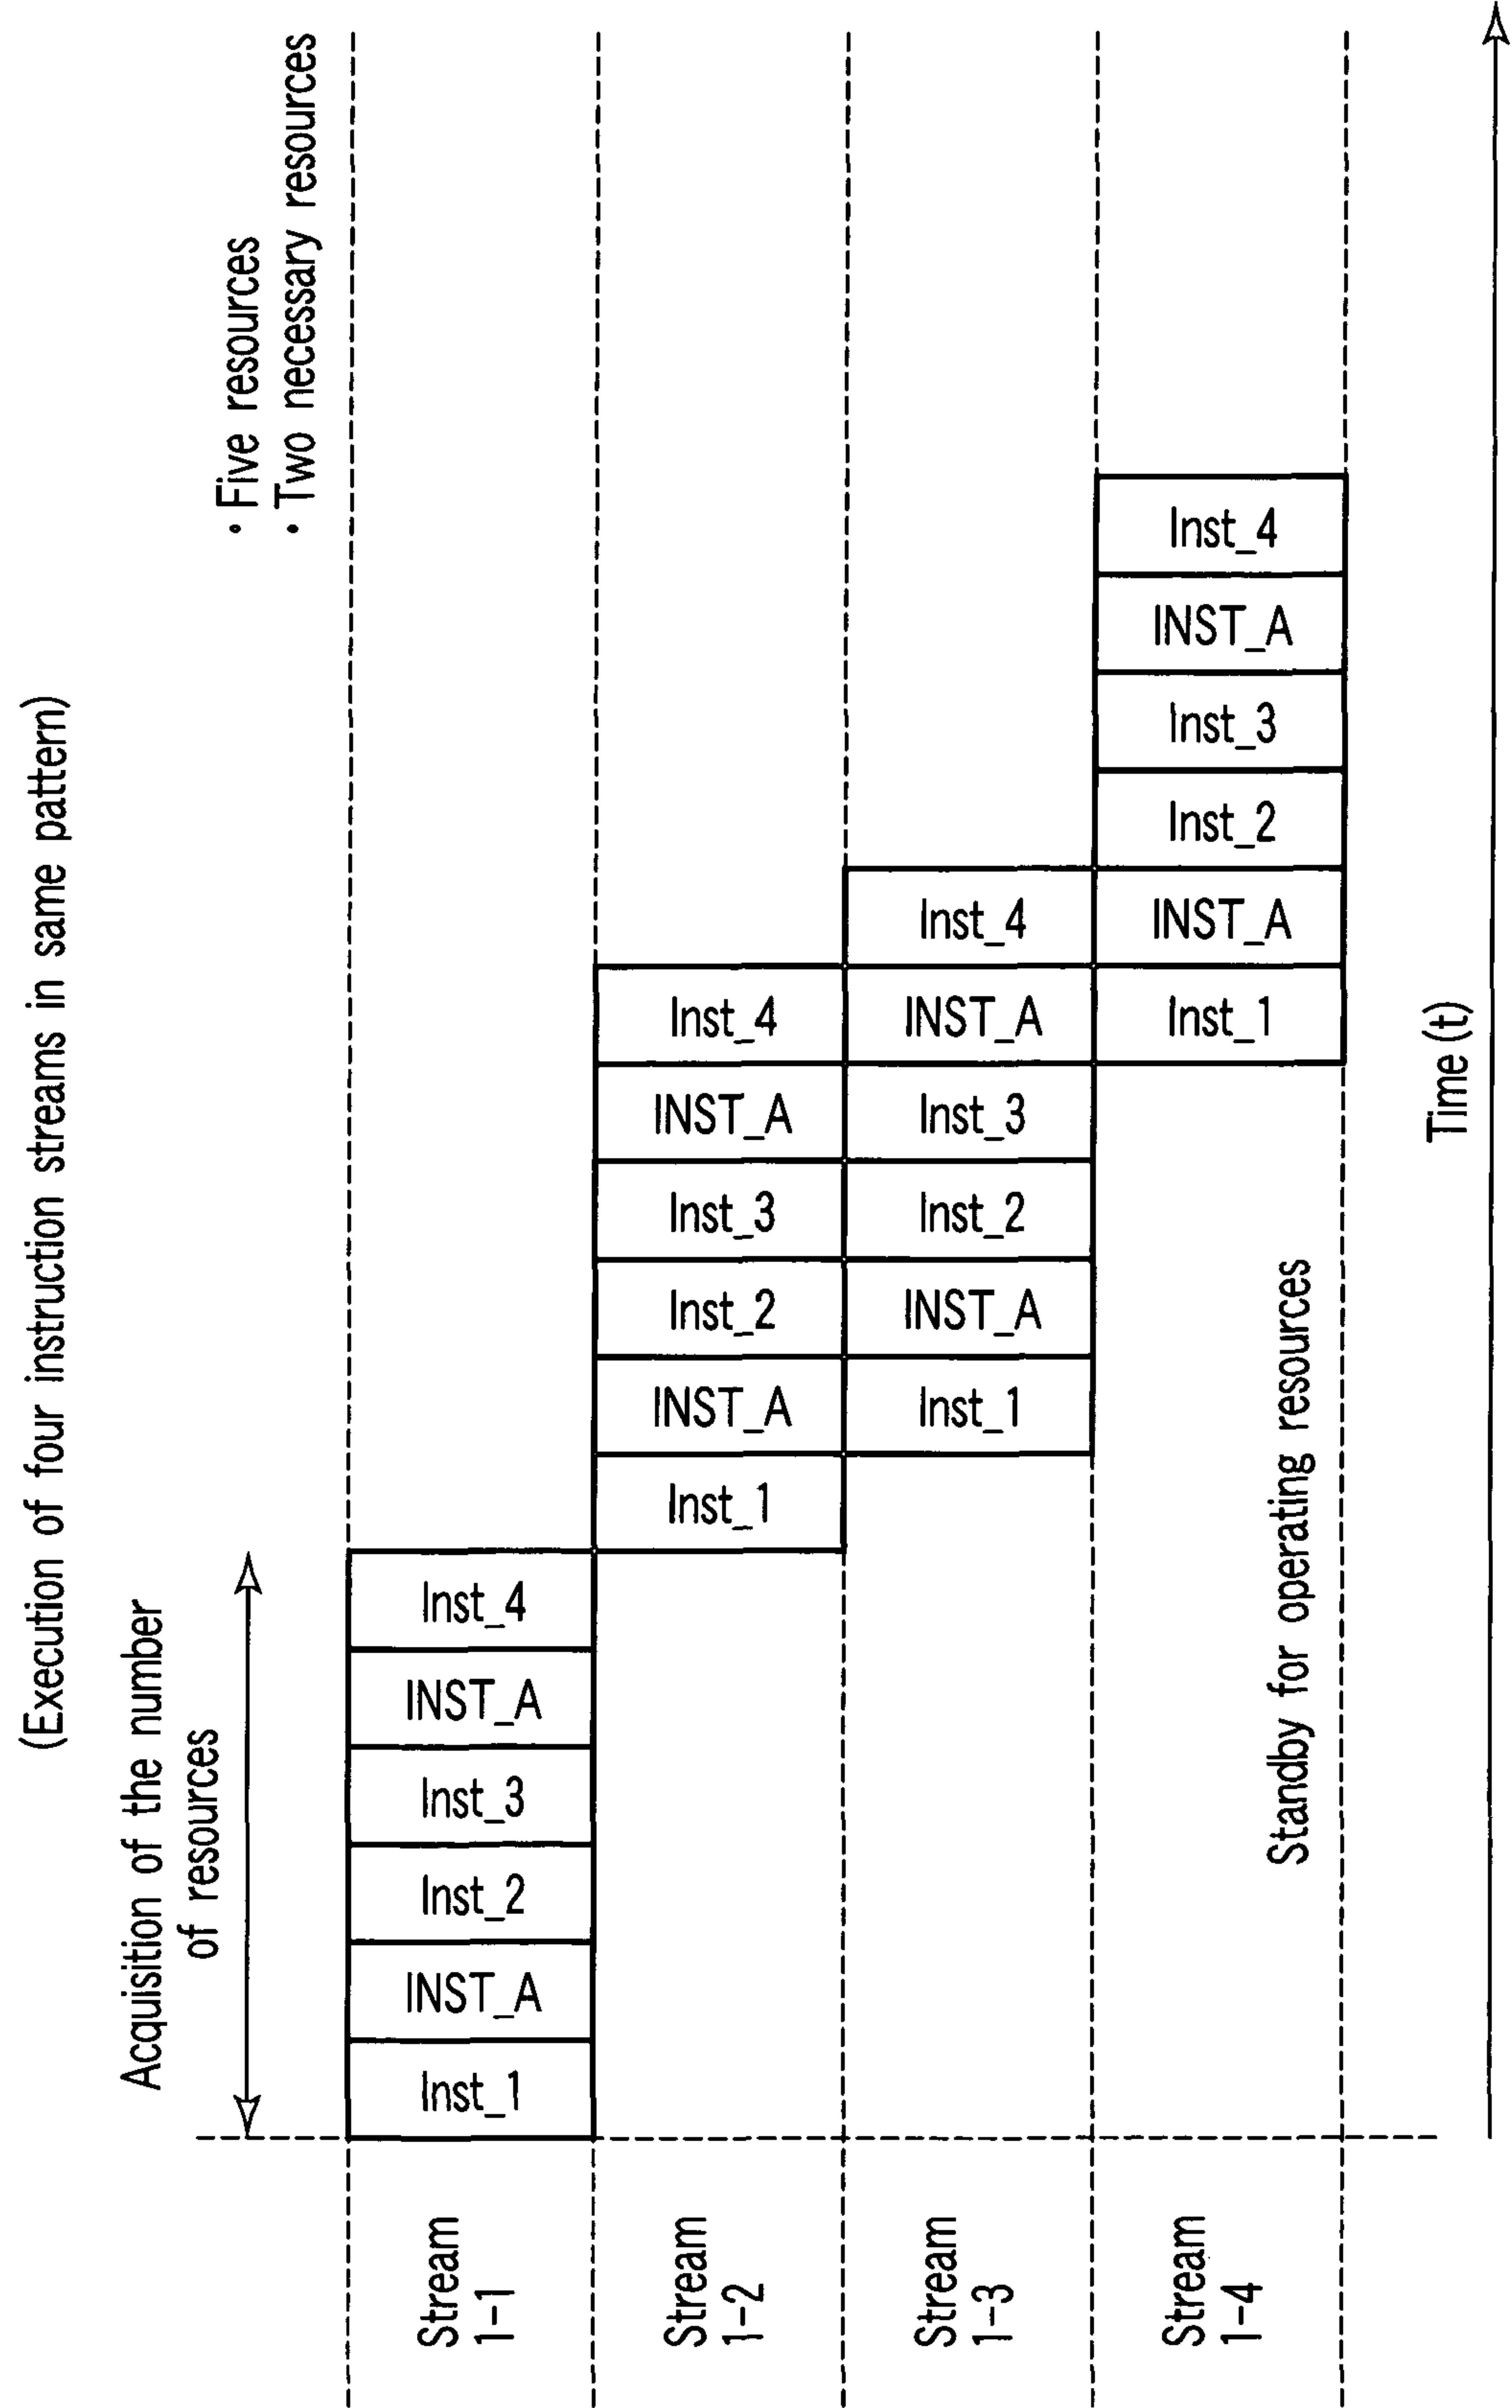 (Execution of four instruction streams in same pattern)
Acquisition of the number
of resources
· Five resources
· Two necessary resources
Stream
1-1
Inst_1
INST_A
Inst_2
Inst_3
INST_A
Inst_4
Stream
1-2
Inst_1
INST_A
Inst_2
Inst_3
INST_A
Inst_4
Stream
1-3
Inst_1
INST_A
Inst_2
Inst_3
INST_A
Inst_4
Stream
1-4
Standby for operating resources
Inst_1
INST_A
Inst_2
Inst_3
INST_A
Inst_4
Time (t)